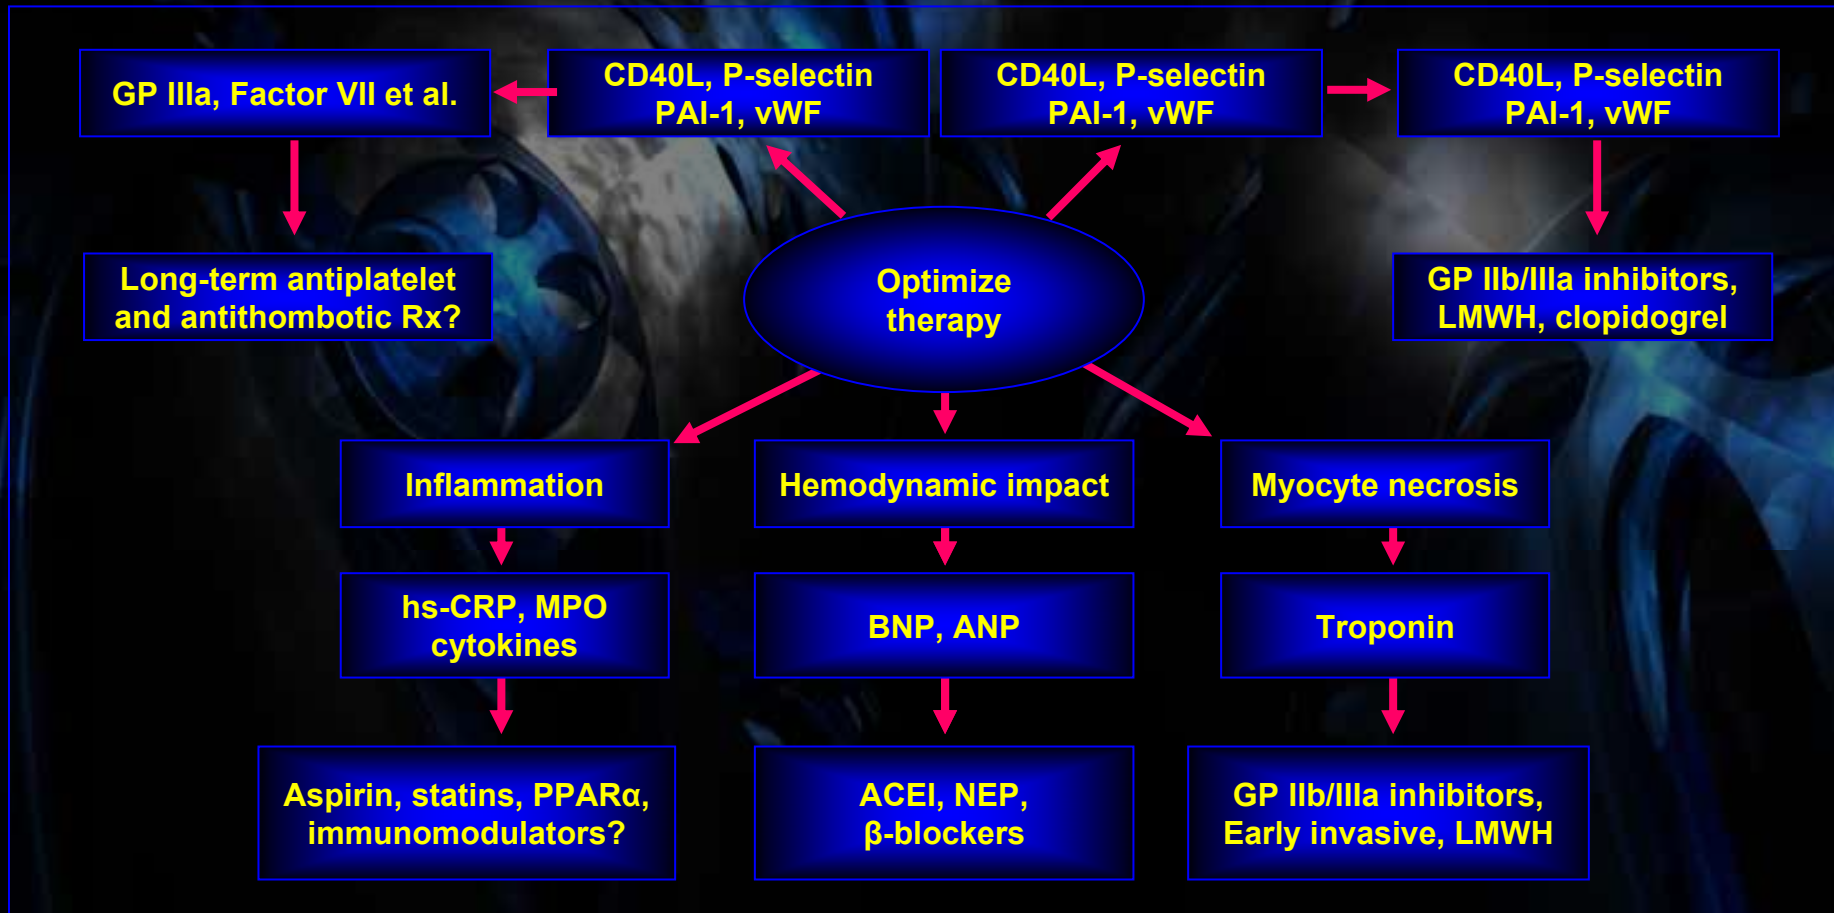 GP IIIa, Factor VII et al.
CD40L, P-selectin
PAI-1, vWF
CD40L, P-selectin
PAI-1, vWF
CD40L, P-selectin
PAI-1, vWF
Long-term antiplatelet
and antithombotic Rx?
Optimize
therapy
GP IIb/IIIa inhibitors,
LMWH, clopidogrel
Inflammation
Hemodynamic impact
Myocyte necrosis
hs-CRP, MPO
cytokines
BNP, ANP
Troponin
Aspirin, statins, PPARα,
immunomodulators?
ACEI, NEP,
β-blockers
GP IIb/IIIa inhibitors,
Early invasive, LMWH